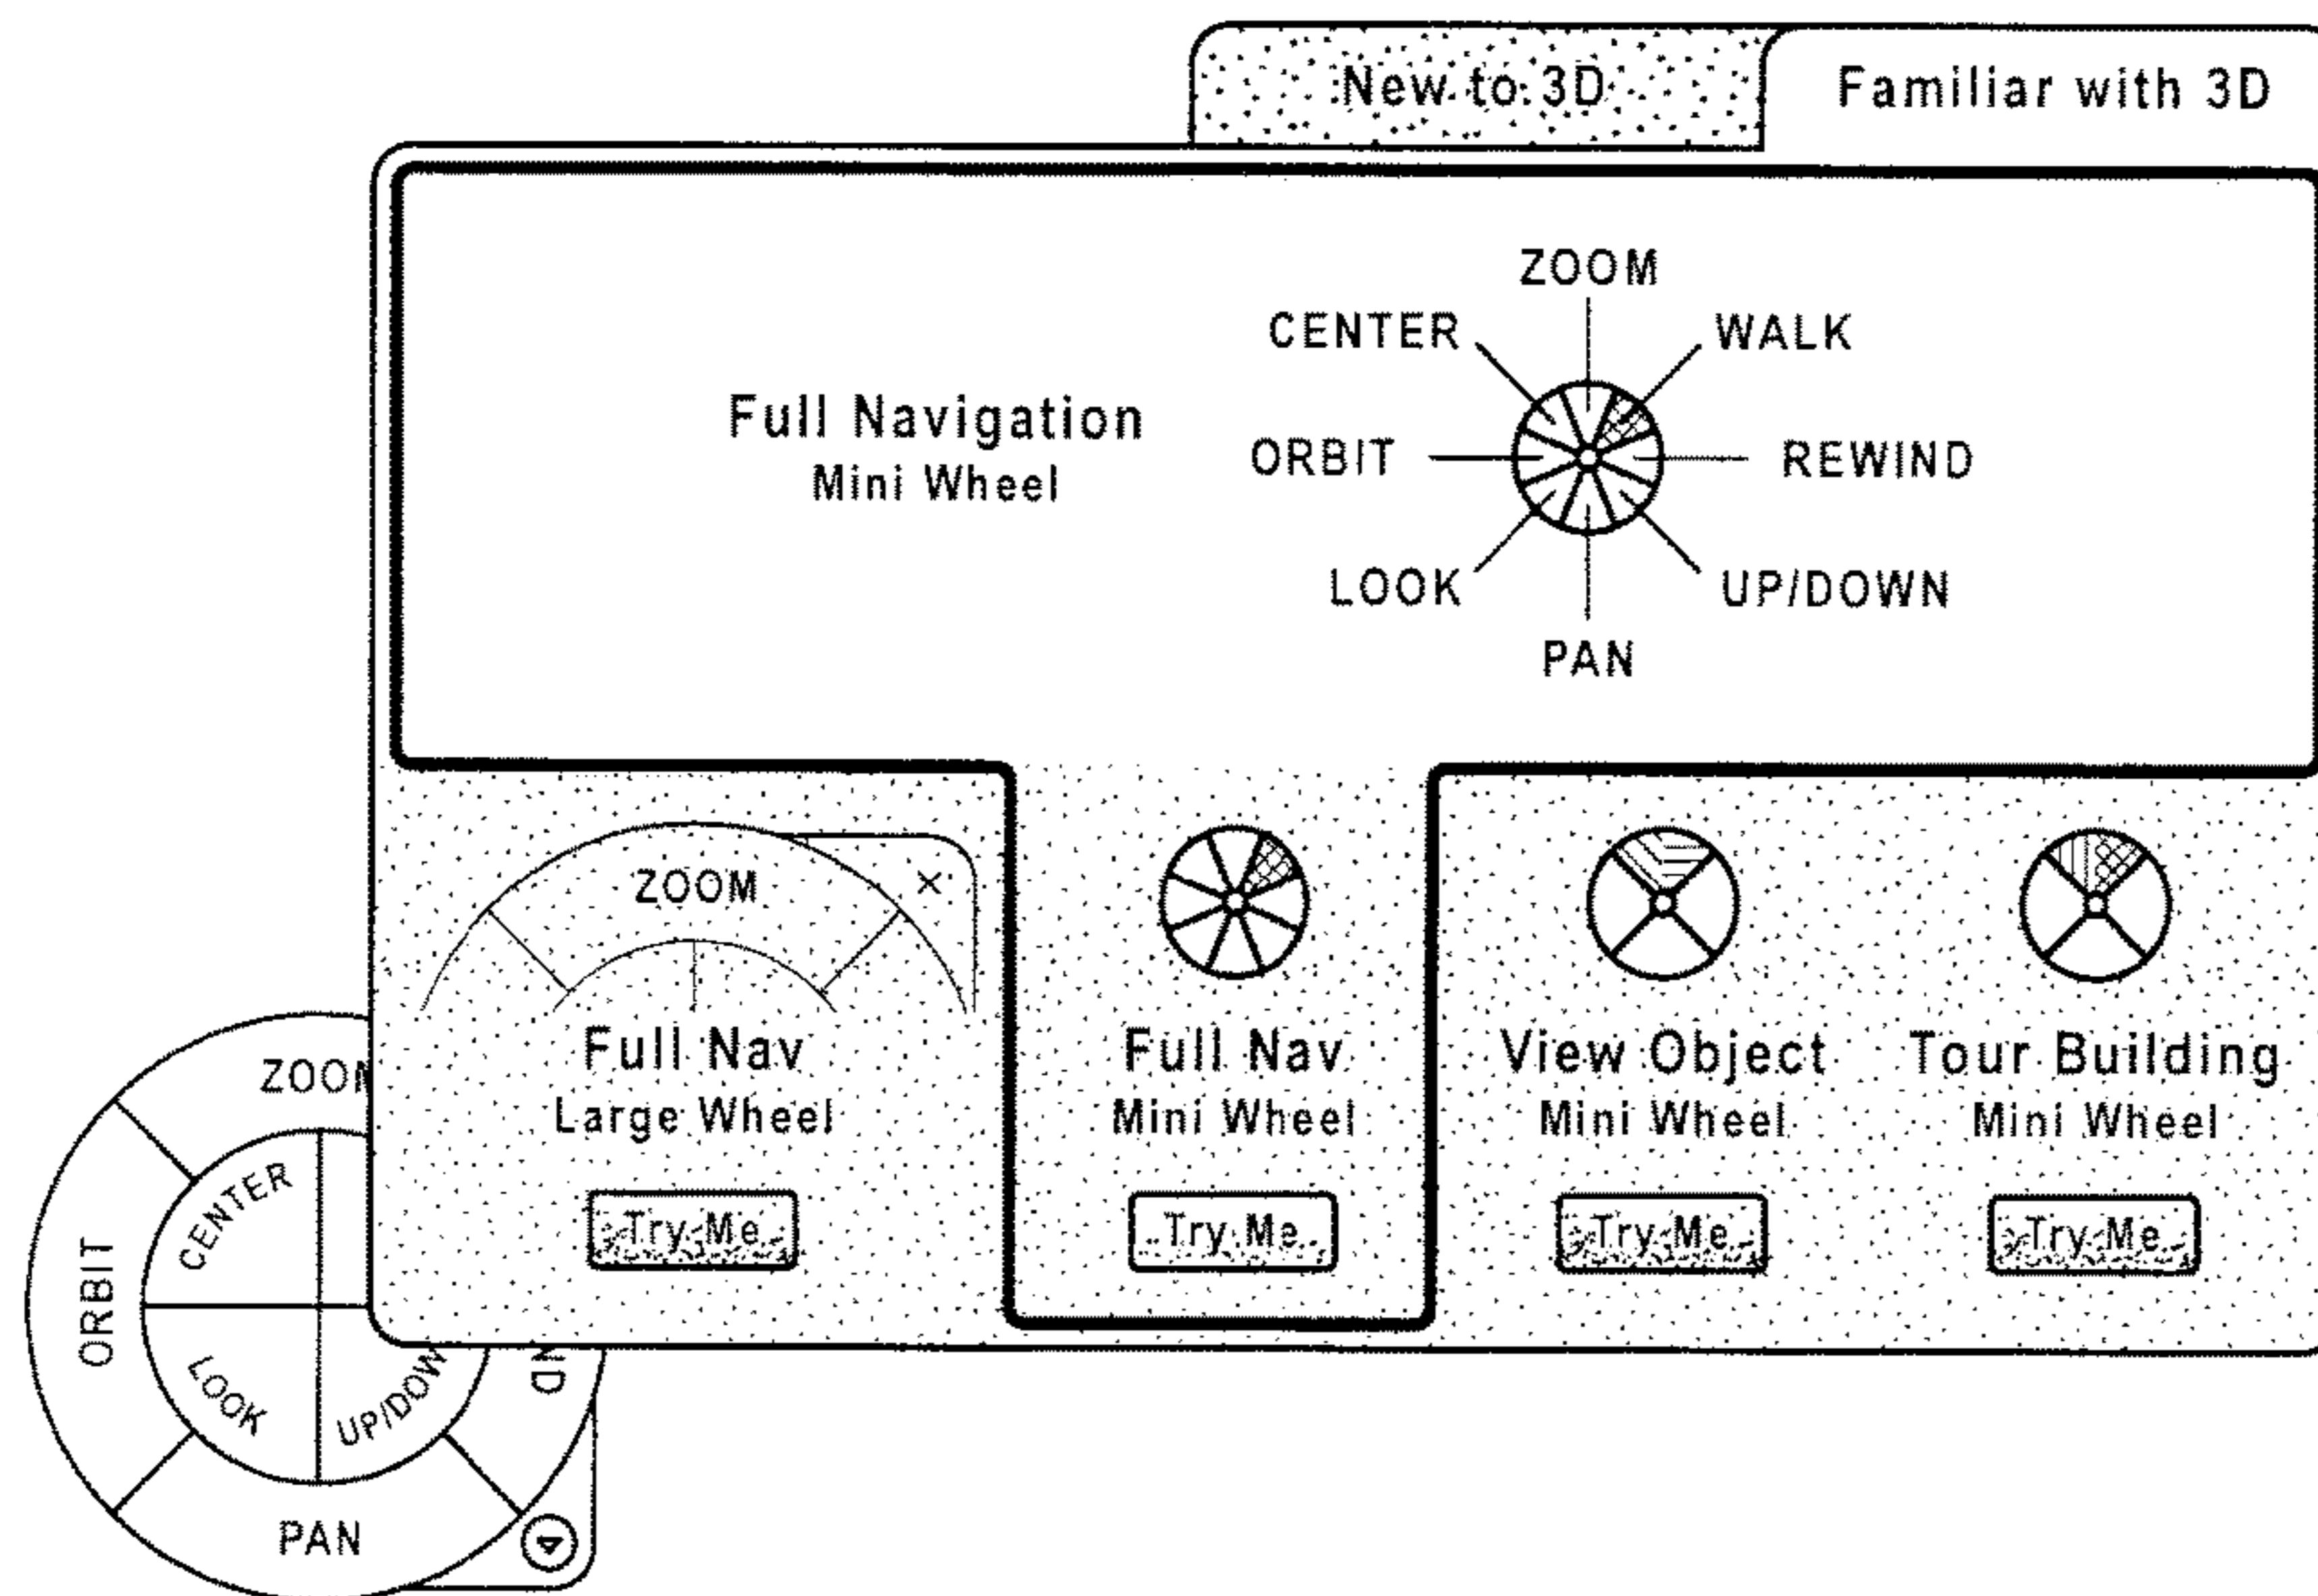 New to 3D
Familiar with 3D
ZOOM
CENTER
WALK
Full Navigation
Mini Wheel
ORBIT
REWIND
LOOK
UP/DOWN
PAN
ZOOM
×
Full Nav
Large Wheel
Try Me
Full Nav
Mini Wheel
Try Me
View Object
Mini Wheel
Try Me
Tour Building
Mini Wheel
Try Me
CENTER
ORBIT
LOOK
PAN